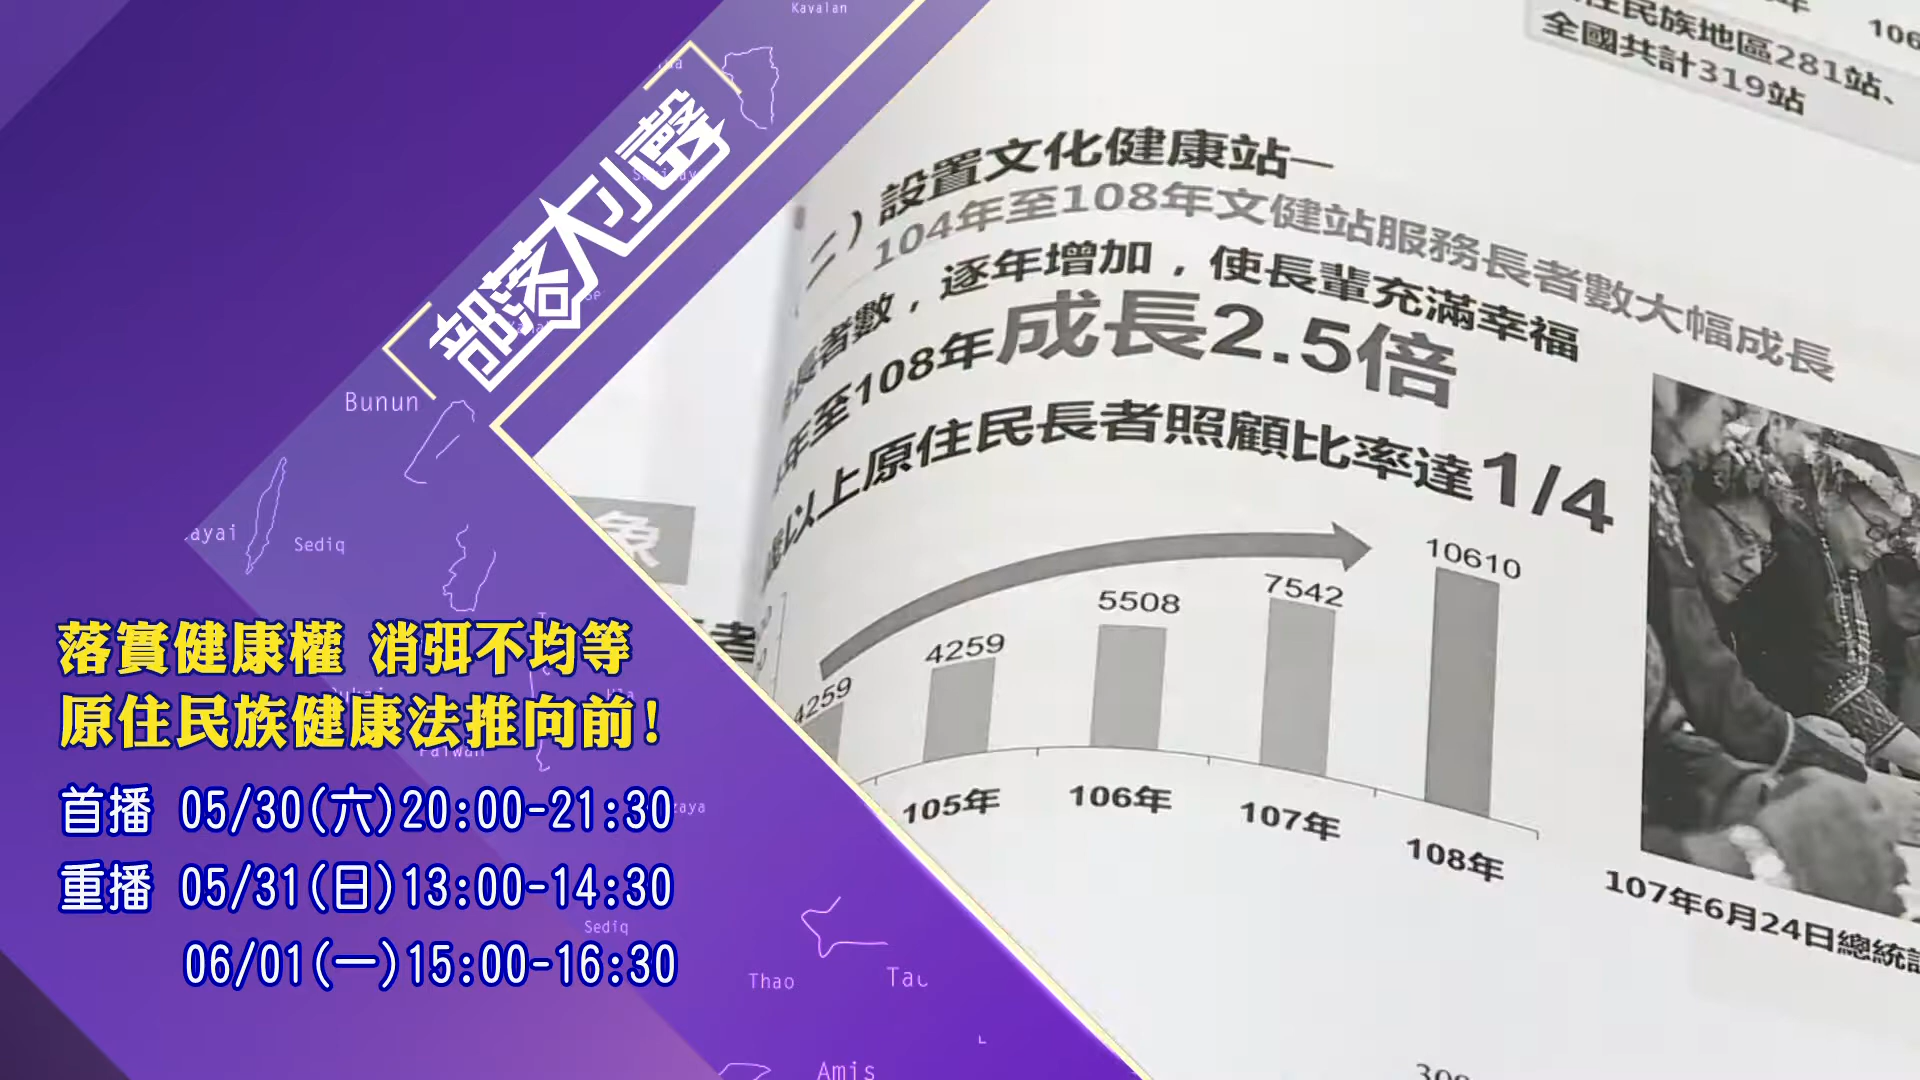 Kavalan
部落大小聲
Bunun
ayai
Sediq
落實健康權 消弭不均等
原住民族健康法推向前!
Paiwan
首播 05/30(六)20:00-21:30
重播 05/31(日)13:00-14:30
06/01(一)15:00-16:30
Sediq
Thao
Amis
106
住民族地區281站、
全國共計319站
二）設置文化健康站—
104年至108年文健站服務長者數大幅成長
長者數，逐年增加，使長輩充滿幸福
年至108年成長2.5倍
以上原住民長者照顧比率達1/4
4259
4259
5508
7542
10610
105年
106年
107年
108年
107年6月24日總統